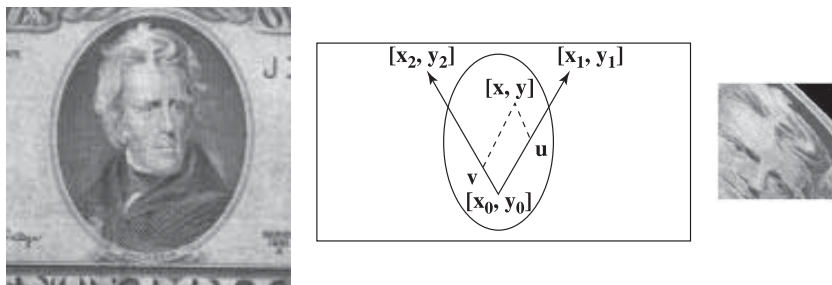 [x₂, y₂]
[x₁, y₁]
[x, y]
u
v
[x₀, y₀]